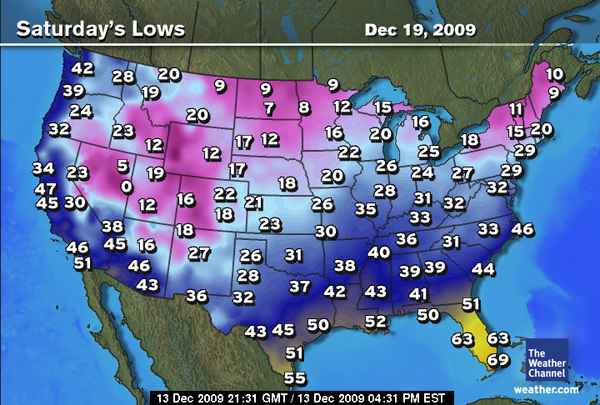 Saturday's Lows
Dec 19, 2009
42 28 20 9 9 9 10
39 19 9
24 20 7 8 12 15 11
32 23 12 12 17 12 16 20 16 18 15 20
22 25 29
34 23 5 19 17 18 20 26 24 27 29
47 0 32
45 30 12 16 22 21 26 28 31 32
18 35
38 18 23 30 33 33 46
46 45 16 27 26 31 40 36 31
51 46 28 38 39 39 44
43 36 32 37 42 43 41
43 45 50 52 50 51
51 63 63
55 69
The
Weather
Channel
weather.com
13 Dec 2009 21:31 GMT / 13 Dec 2009 04:31 PM EST